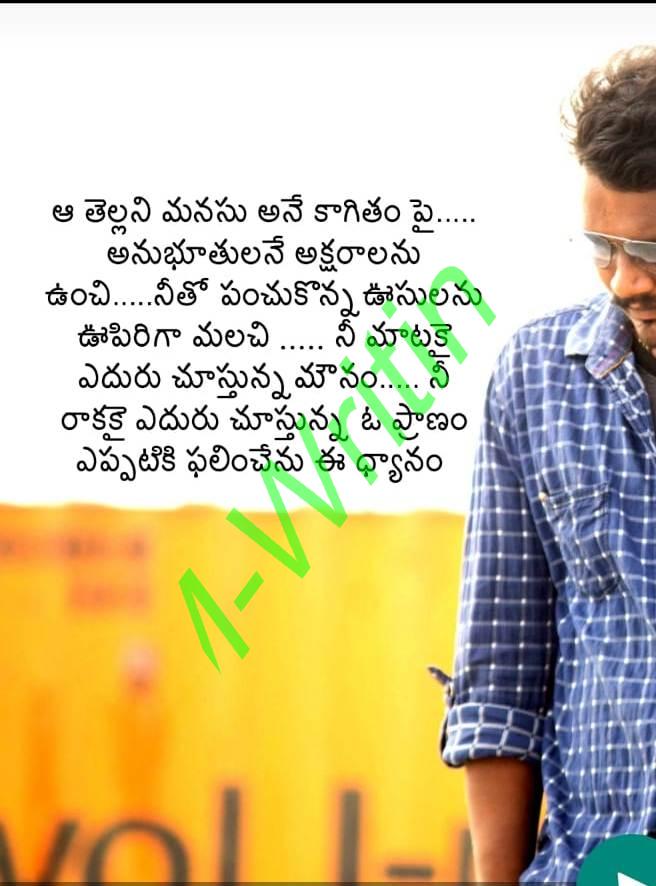 ఆ తెల్లని మనసు అనే కాగితం పై.....
అనుభూతులనే అక్షరాలను
ఉంచి.....నీతో పంచుకొన్న ఊసులను
ఊపిరిగా మలచి ..... నీ మాటకై
ఎదురు చూస్తున్న మౌనం..... నీ
రాకకై ఎదురు చూస్తున్న ఓ ప్రాణం
ఎప్పటికి ఫలించేను ఈ ధ్యానం